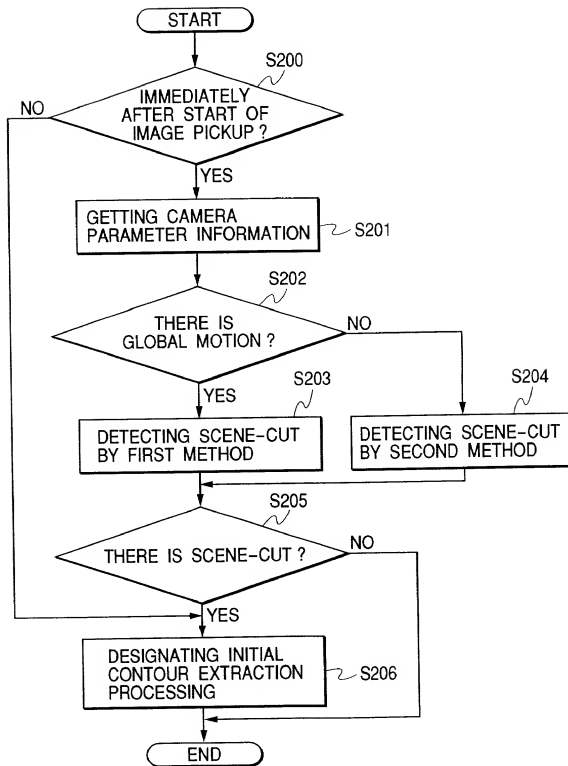 START
S200
NO
IMMEDIATELY
AFTER START OF
IMAGE PICKUP ?
YES
GETTING CAMERA
PARAMETER INFORMATION
S201
S202
THERE IS
GLOBAL MOTION ?
NO
YES
S203
S204
DETECTING SCENE-CUT
BY FIRST METHOD
DETECTING SCENE-CUT
BY SECOND METHOD
S205
THERE IS SCENE-CUT ?
NO
YES
DESIGNATING INITIAL
CONTOUR EXTRACTION
PROCESSING
S206
END